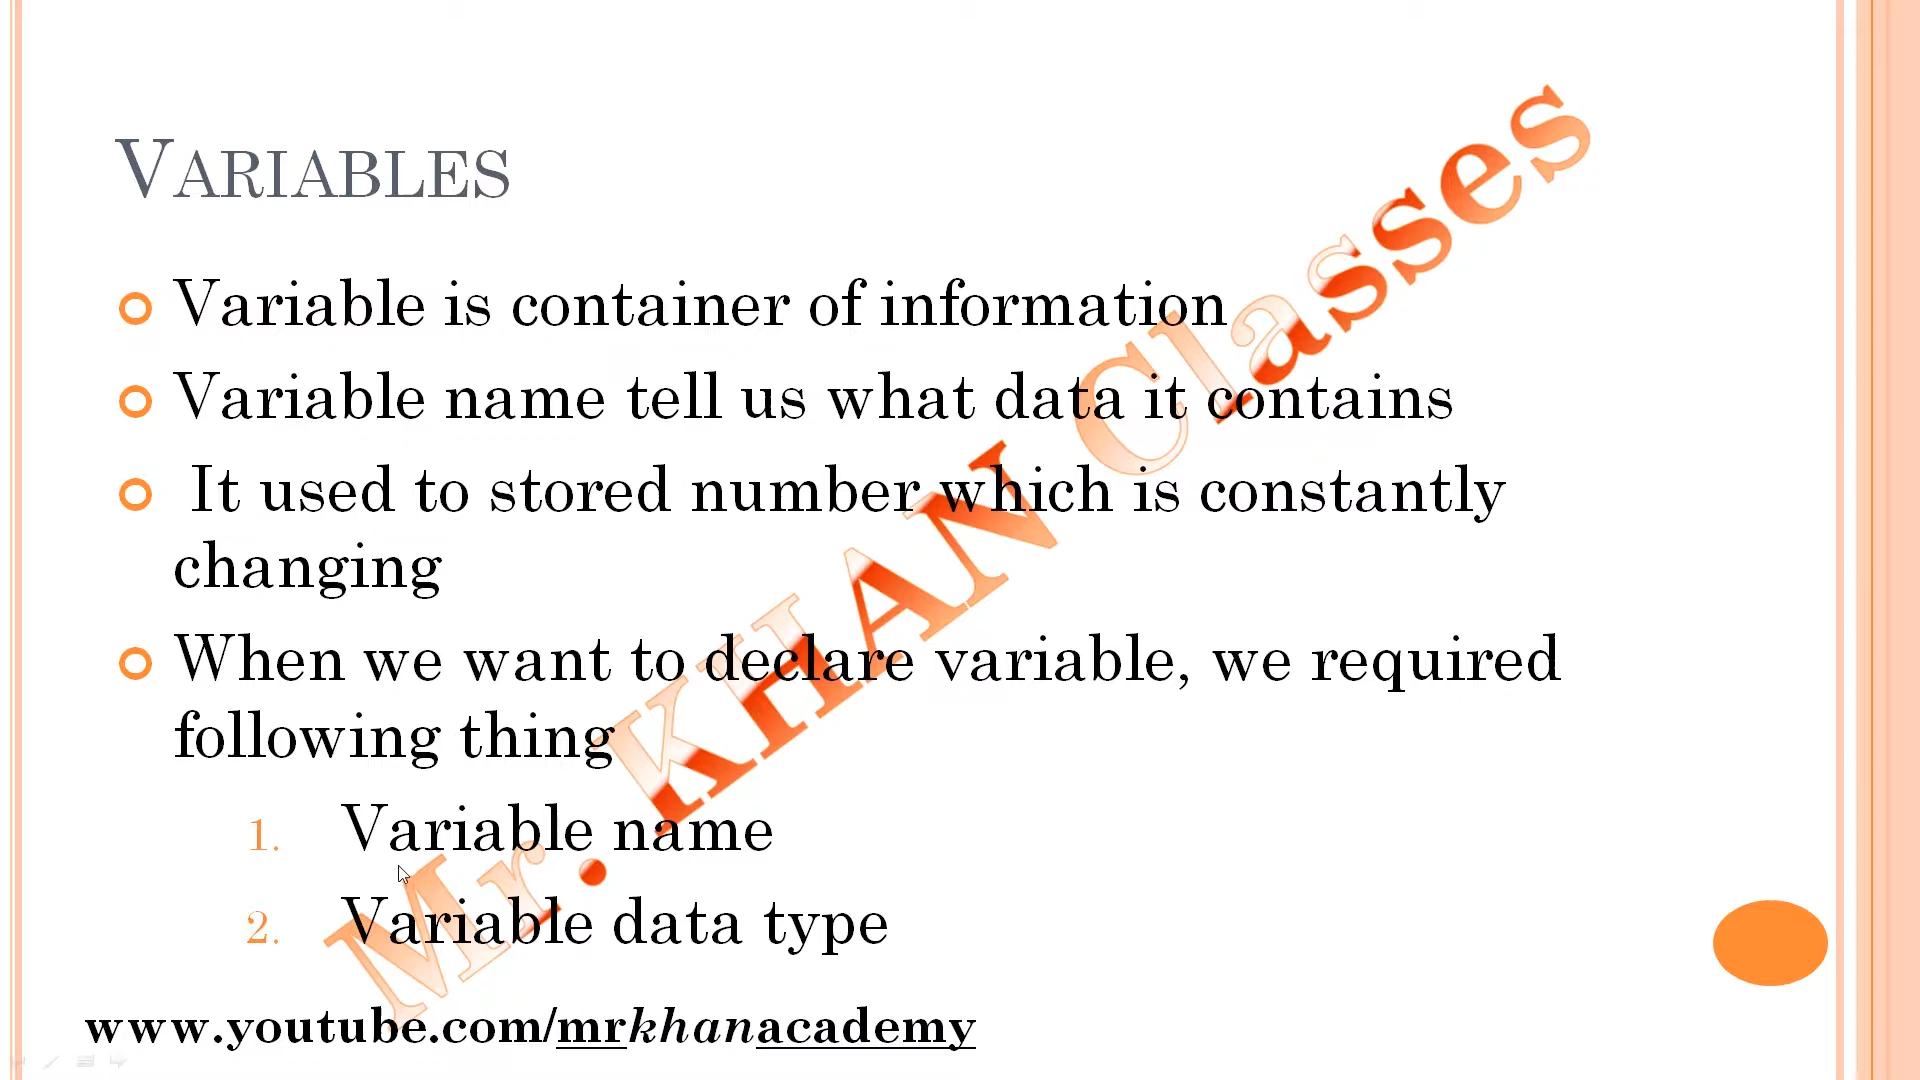 VARIABLES
Variable is container of information
Variable name tell us what data it contains
It used to stored number which is constantly
changing
When we want to declare variable, we required
following thing
1. Variable name
2. Variable data type
Mr. KHAN Classes
www.youtube.com/mrkhanacademy